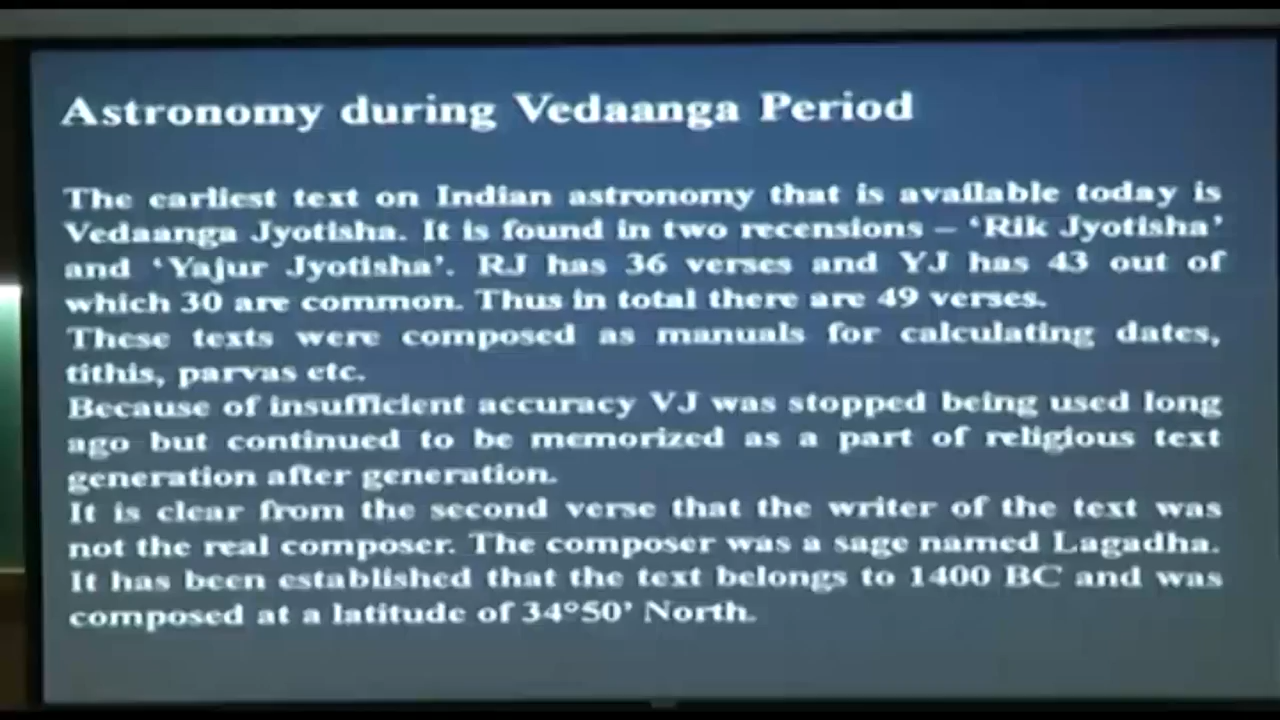 Astronomy during Vedaanga Period
The earliest text on Indian astronomy that is available today is
Vedaanga Jyotisha. It is found in two recensions – ‘Rik Jyotisha’
and ‘Yajur Jyotisha’. RJ has 36 verses and YJ has 43 out of
which 30 are common. Thus in total there are 49 verses.
These texts were composed as manuals for calculating dates,
tithis, parvas etc.
Because of insufficient accuracy VJ was stopped being used long
ago but continued to be memorized as a part of religious text
generation after generation.
It is clear from the second verse that the writer of the text was
not the real composer. The composer was a sage named Lagadha.
It has been established that the text belongs to 1400 BC and was
composed at a latitude of 34°50’ North.